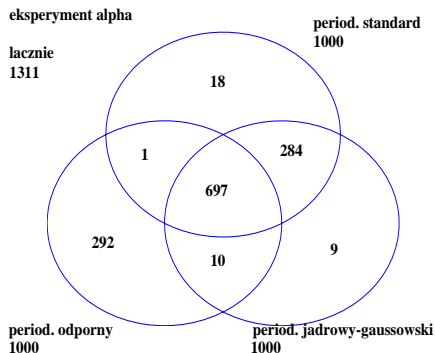 eksperyment alpha
period. standard
1000
lacznie
1311
18
1
284
697
292
10
9
period. odporny
1000
period. jadrowy-gaussowski
1000